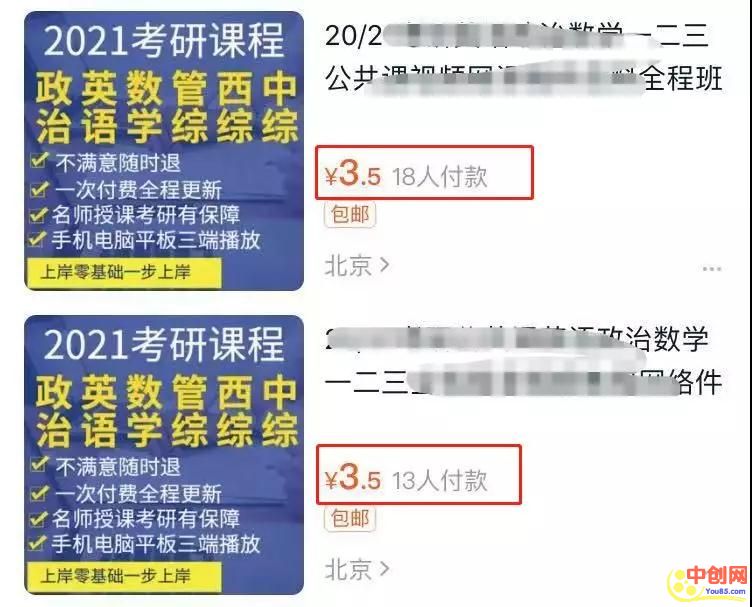 2021考研课程
政英数管西中
治语学综综综
不满意随时退
一次付费全程更新
名师授课考研有保障
手机电脑平板三端播放
上岸零基础一步上岸
20/2 数学一二三
公共课视频 全程班
¥3.5 18人付款
包邮
北京 >
...
2021考研课程
政英数管西中
治语学综综综
不满意随时退
一次付费全程更新
名师授课考研有保障
手机电脑平板三端播放
上岸零基础一步上岸
政治数学
一二三 网络件
¥3.5 13人付款
包邮
北京 >
中创网
You85.com